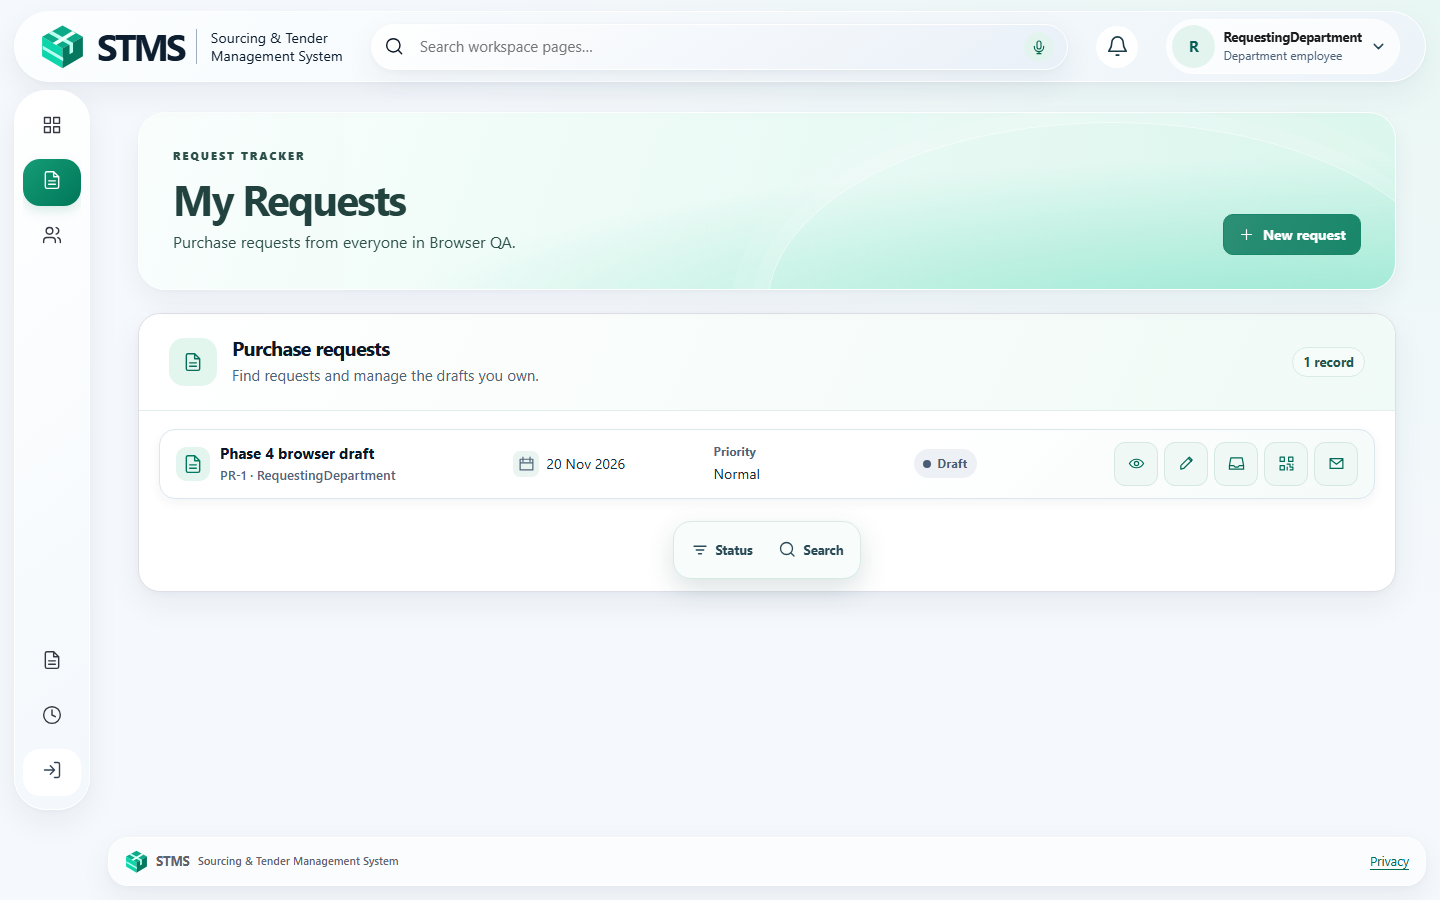 STMS
Sourcing & Tender
Management System
Search workspace pages...
R
RequestingDepartment
Department employee
REQUEST TRACKER
My Requests
Purchase requests from everyone in Browser QA.
New request
Purchase requests
Find requests and manage the drafts you own.
1 record
Phase 4 browser draft
PR-1 · RequestingDepartment
20 Nov 2026
Priority
Normal
Draft
Status
Search
STMS Sourcing & Tender Management System
Privacy